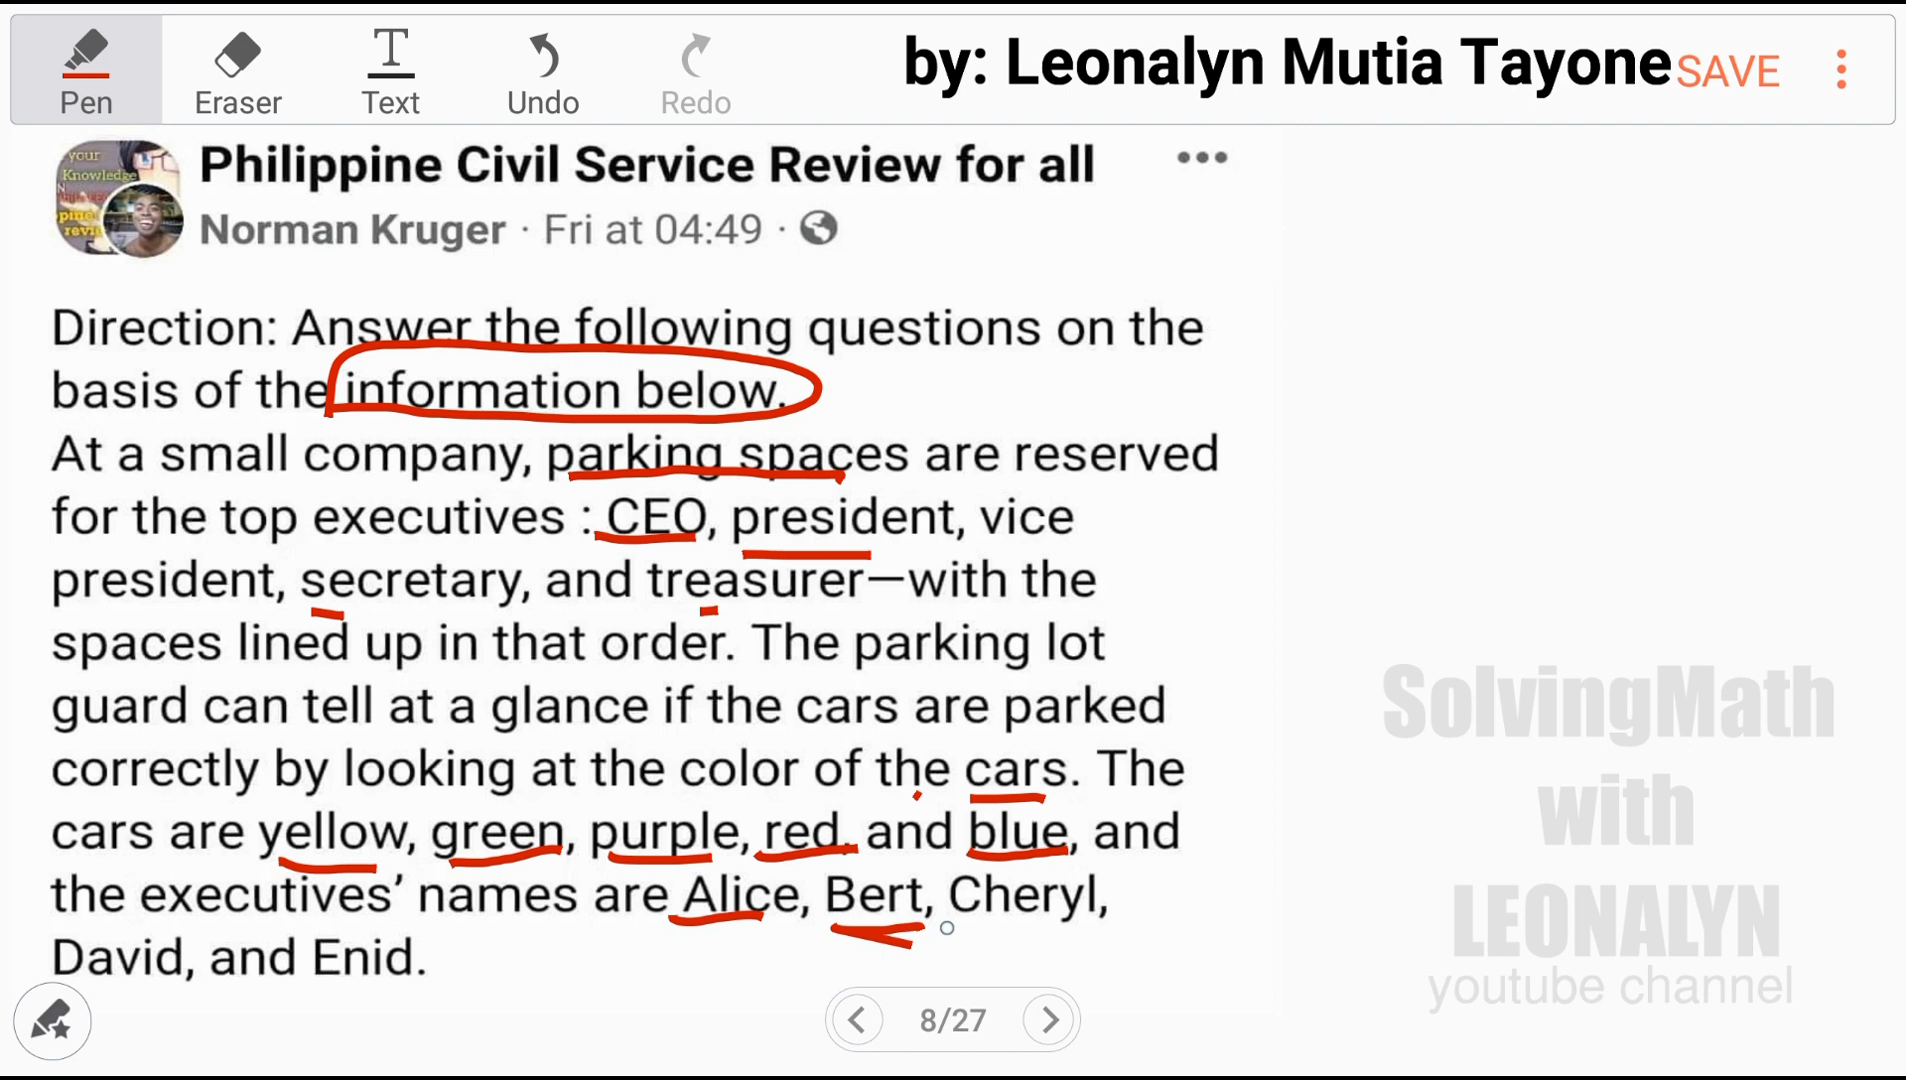 by: Leonalyn Mutia Tayone
SAVE
Pen
Eraser
Text
Undo
Redo
your
Knowledge
Philippine Civil Service Review for all
Norman Kruger · Fri at 04:49 ·
Direction: Answer the following questions on the
basis of the information below.
At a small company, parking spaces are reserved
for the top executives : CEO, president, vice
president, secretary, and treasurer—with the
spaces lined up in that order. The parking lot
guard can tell at a glance if the cars are parked
correctly by looking at the color of the cars. The
cars are yellow, green, purple, red, and blue, and
the executives’ names are Alice, Bert, Cheryl,
David, and Enid.
SolvingMath
with
LEONALYN
youtube channel
8/27